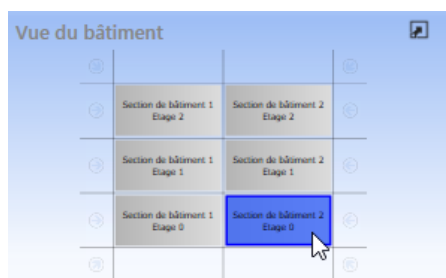 Vue du bâtiment
Section de bâtiment 1
Etage 2
Section de bâtiment 2
Etage 2
Section de bâtiment 1
Etage 1
Section de bâtiment 2
Etage 1
Section de bâtiment 1
Etage 0
Section de bâtiment 2
Etage 0